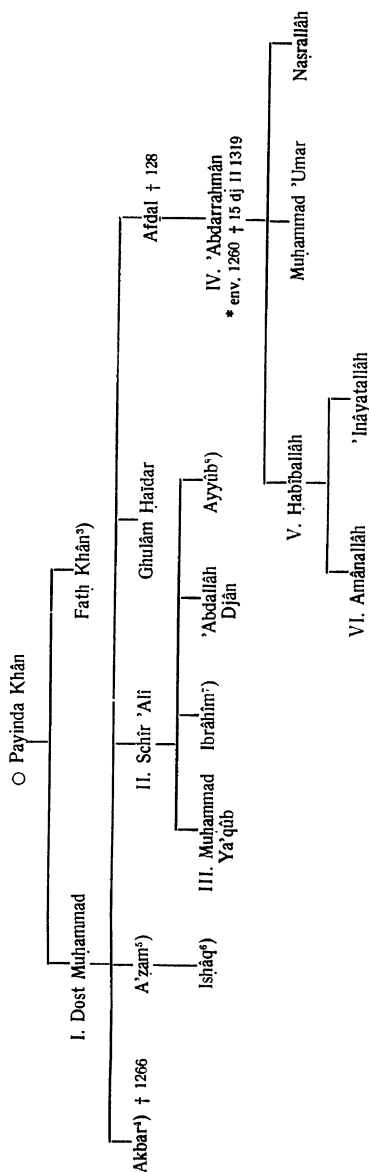 ○ Payinda Khân
I. Dost Muḥammad
Fatḥ Khân³)
Akbar⁴) † 1266
A’zam⁵)
II. Schîr ’Alî
Ghulâm Ḥaïdar
Afḍal † 128
Isḥâq⁶)
III. Muḥammad
Ya’qûb
Ibrâhîm⁷)
’Abdallâh
Djân
Ayyûb⁸)
IV. ’Abdarraḥmân
* env. 1260 † 15 dj II 1319
V. Ḥabîballâh
Muḥammad ’Umar
Naṣrallâh
VI. Amânallâh
’Inâyatallâh